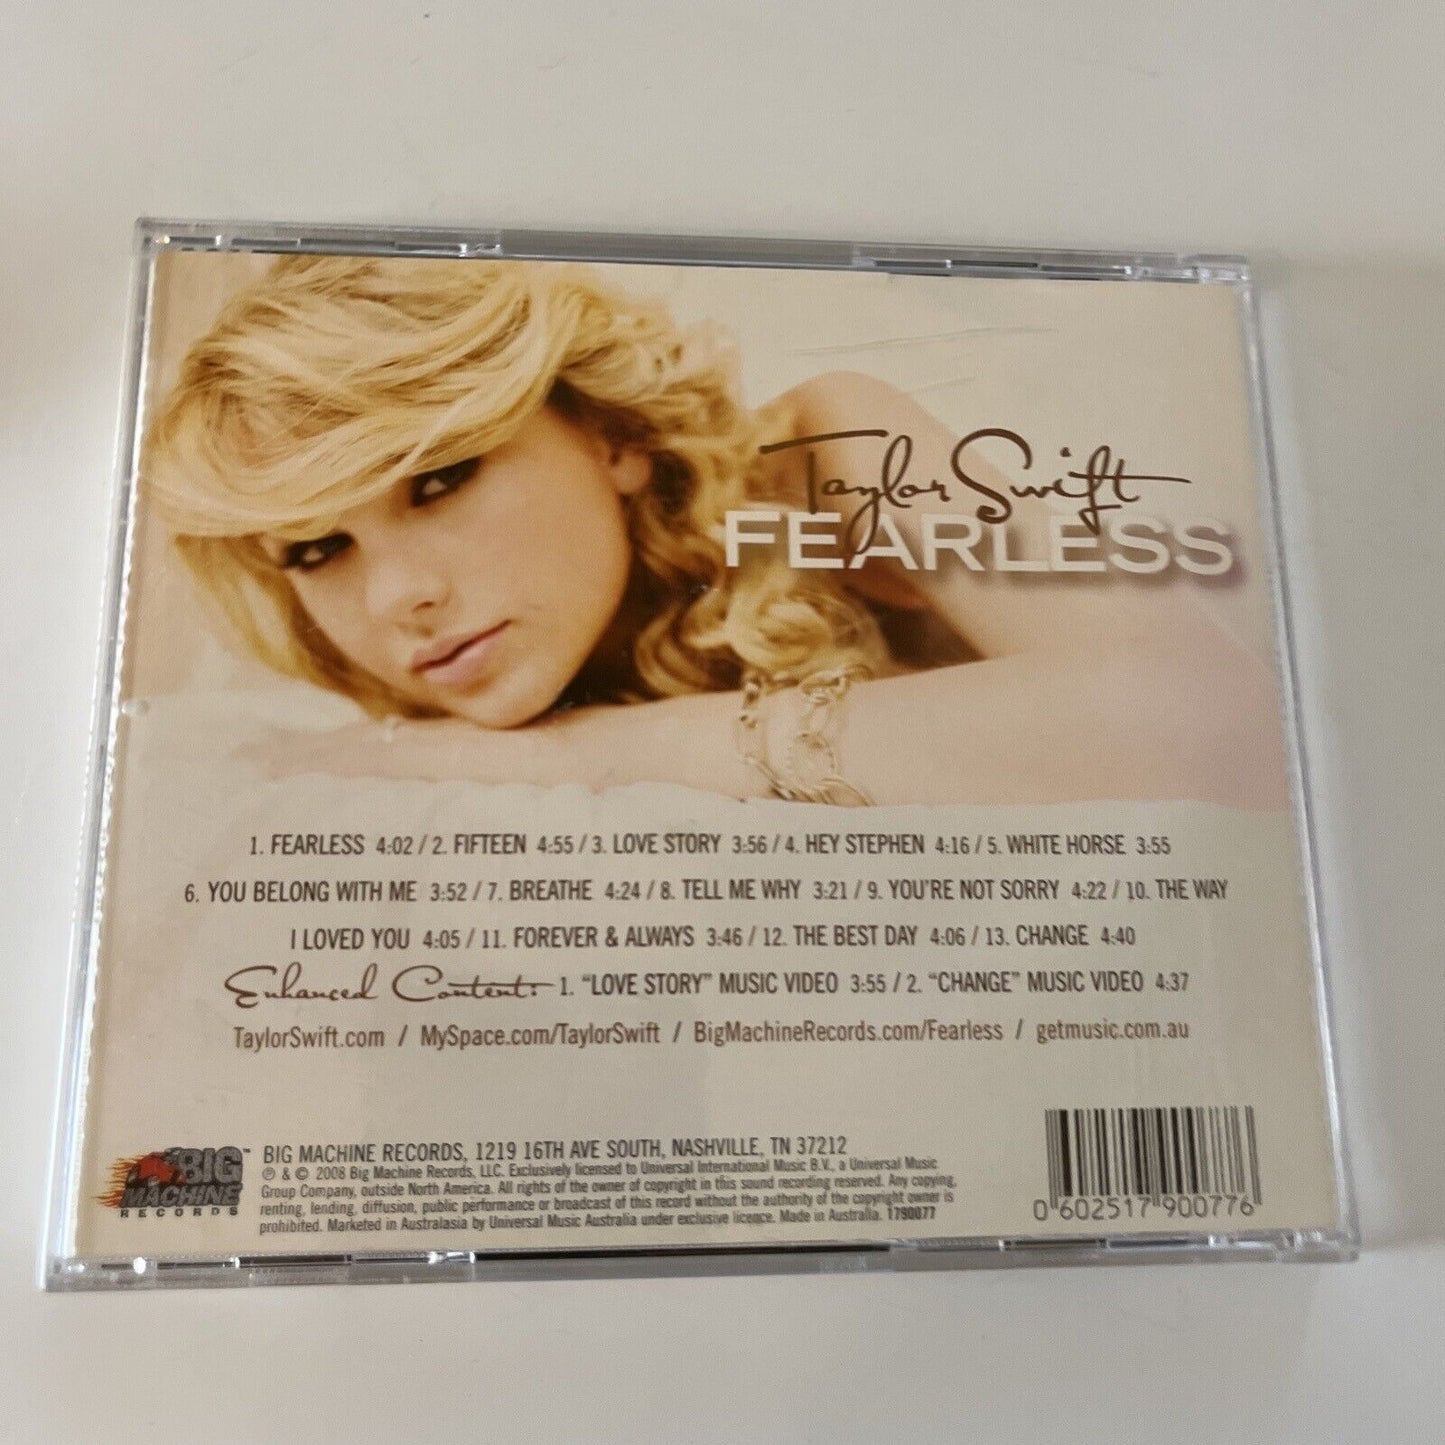 Taylor Swift
FEARLESS
1. FEARLESS 4:02 / 2. FIFTEEN 4:55 / 3. LOVE STORY 3:56 / 4. HEY STEPHEN 4:16 / 5. WHITE HORSE 3:55
6. YOU BELONG WITH ME 3:52 / 7. BREATHE 4:24 / 8. TELL ME WHY 3:21 / 9. YOU'RE NOT SORRY 4:22 / 10. THE WAY
I LOVED YOU 4:05 / 11. FOREVER & ALWAYS 3:46 / 12. THE BEST DAY 4:06 / 13. CHANGE 4:40
Enhanced Content: 1. "LOVE STORY" MUSIC VIDEO 3:55 / 2. "CHANGE" MUSIC VIDEO 4:37
TaylorSwift.com / MySpace.com/TaylorSwift / BigMachineRecords.com/Fearless / getmusic.com.au
BIG MACHINE RECORDS ™
BIG MACHINE RECORDS, 1219 16TH AVE SOUTH, NASHVILLE, TN 37212
℗ & © 2008 Big Machine Records, LLC. Exclusively licensed to Universal International Music B.V., a Universal Music
Group Company, outside North America. All rights of the owner of copyright in this sound recording reserved. Any copying,
renting, lending, diffusion, public performance or broadcast of this record without the authority of the copyright owner is
prohibited. Marketed in Australasia by Universal Music Australia under exclusive licence. Made in Australia. 1790077
0 602517 900776